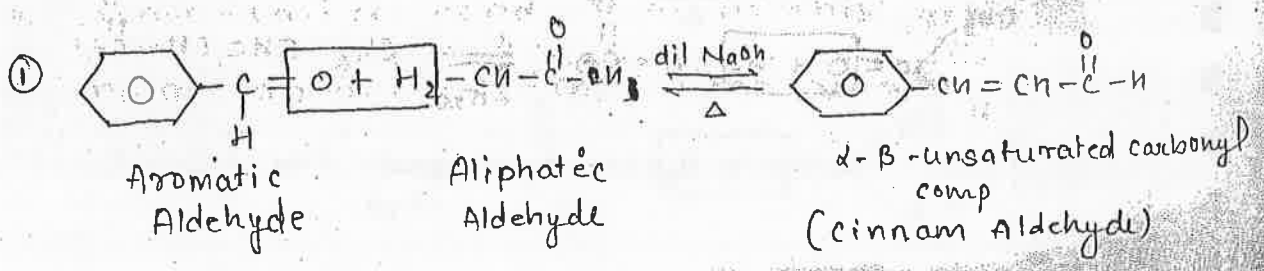 ① C = O + H₂ - CH - C - CH₃ dil NaOH CH = CH - C - H
O O
H Δ
Aromatic Aliphatic α-β-unsaturated carbonyl
Aldehyde Aldehyde comp
(cinnam Aldehyde)